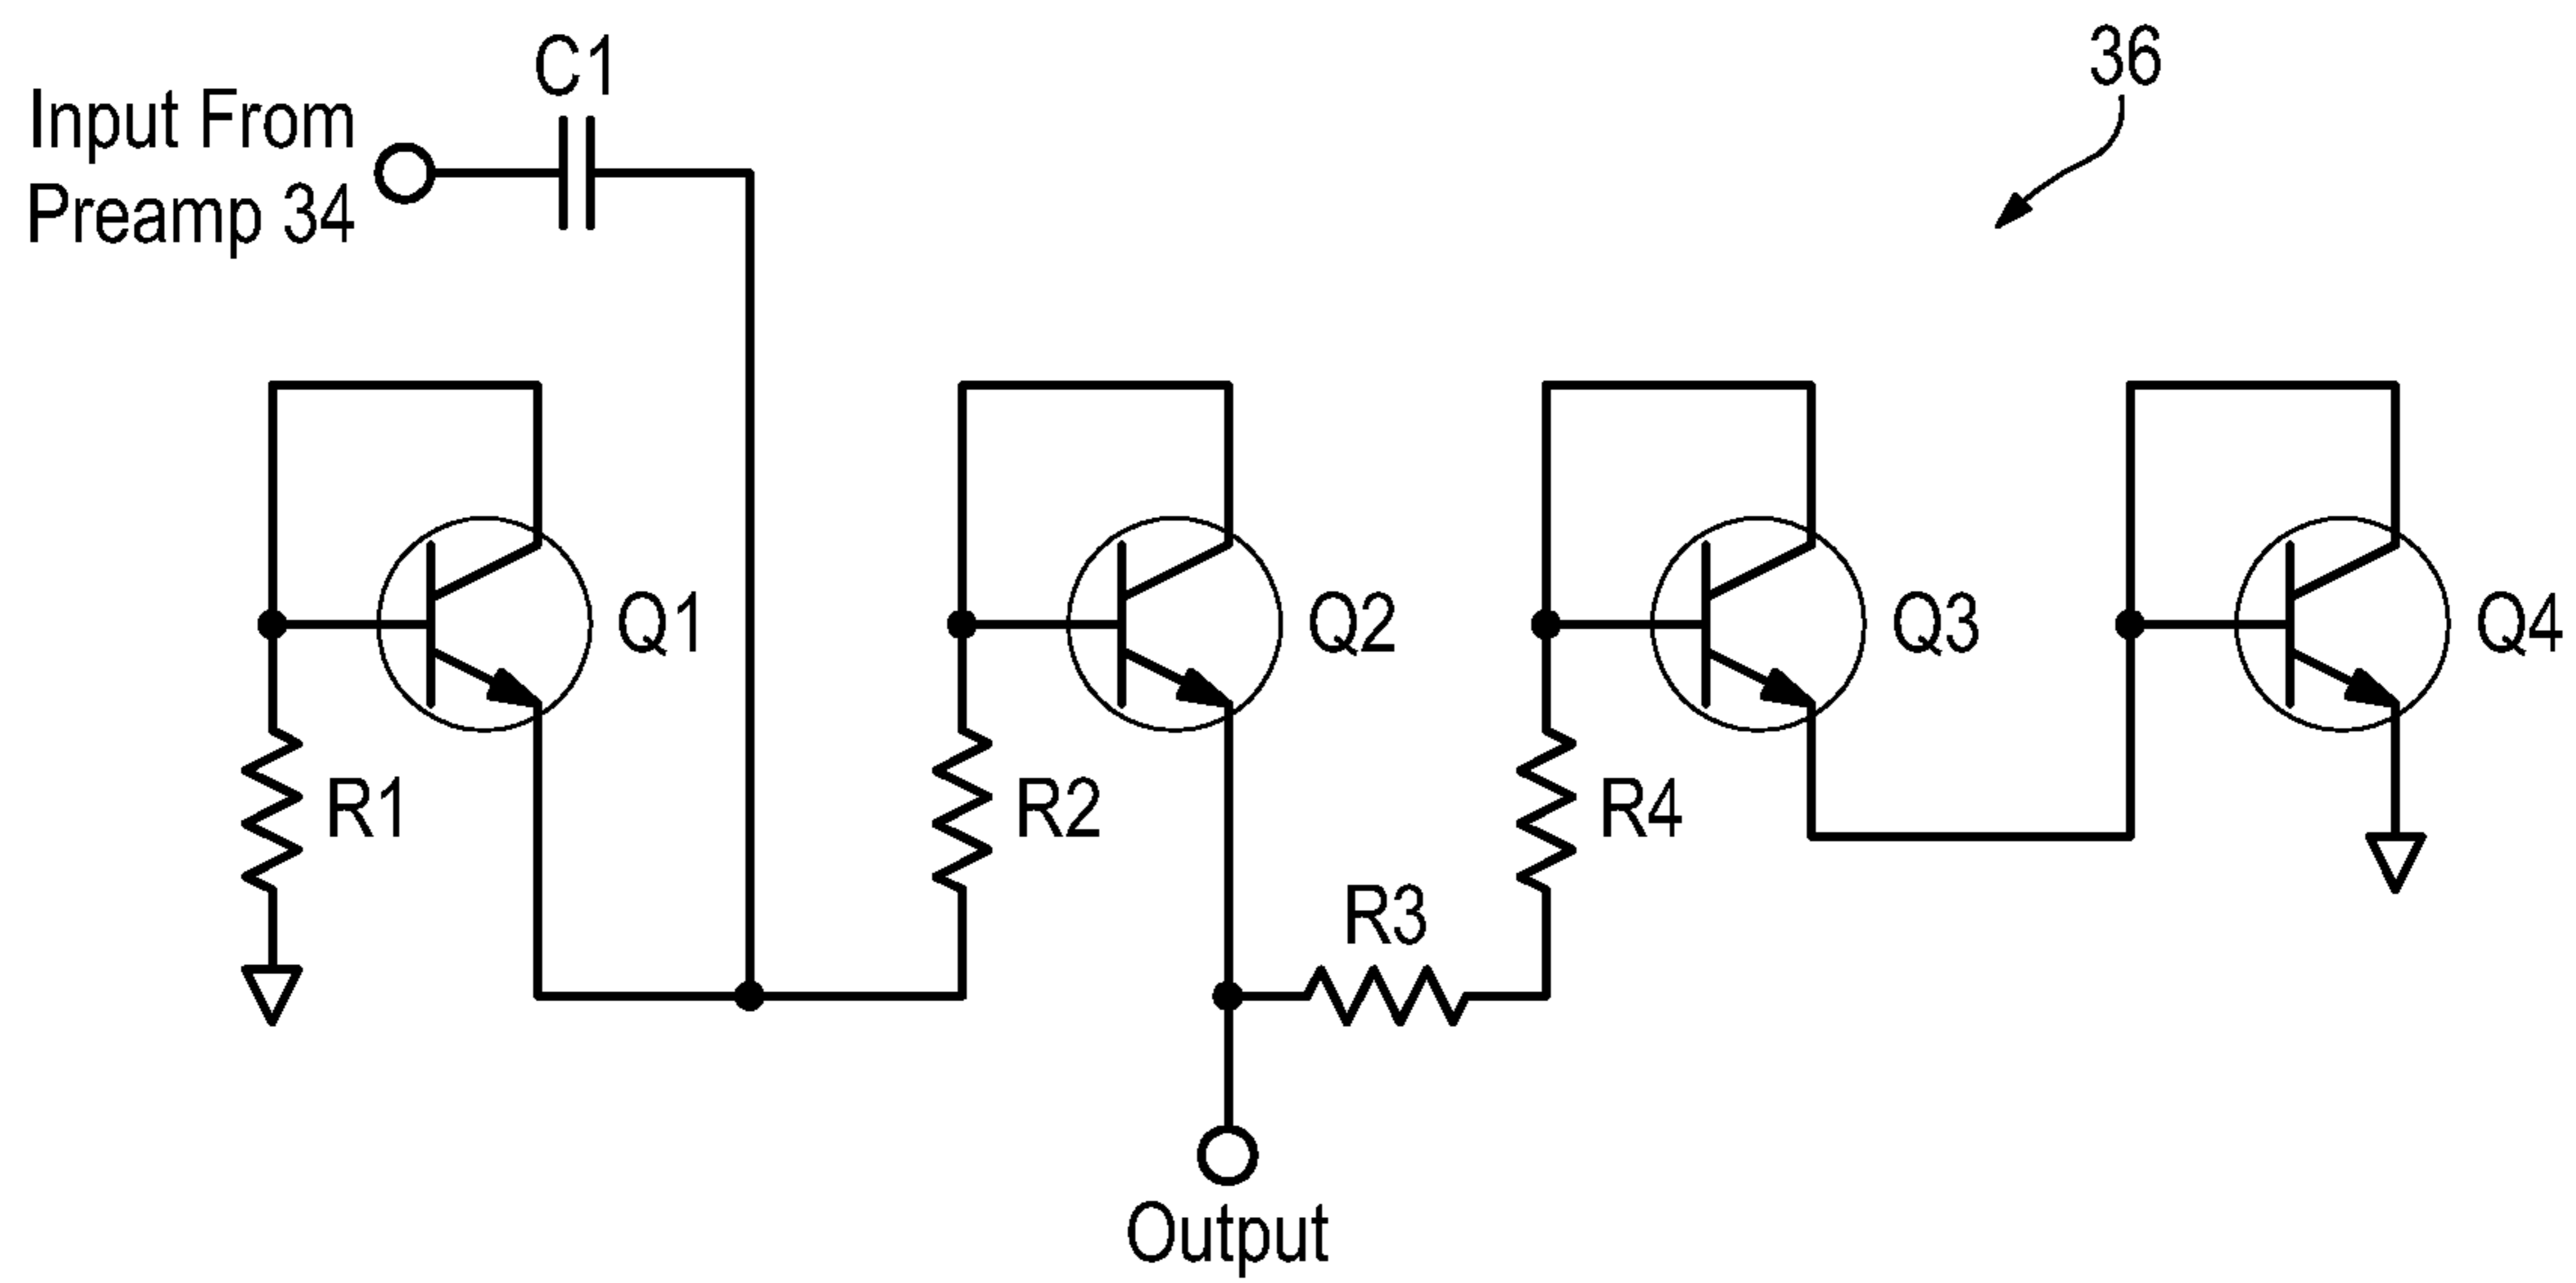 C1
36
Input From
Preamp 34
Q1
Q2
Q3
Q4
R1
R2
R4
R3
Output